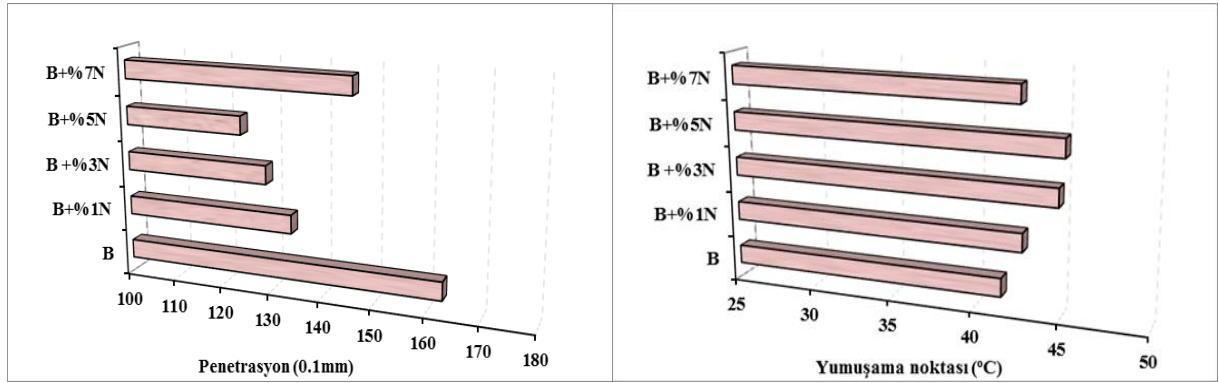 B+%7N
B+%5N
B +%3N
B+%1N
B
100 110 120 130 140 150 160 170 180
Penetrasyon (0.1mm)
B+%7N
B+%5N
B +%3N
B+%1N
B
25 30 35 40 45 50
Yumuşama noktası (ºC)